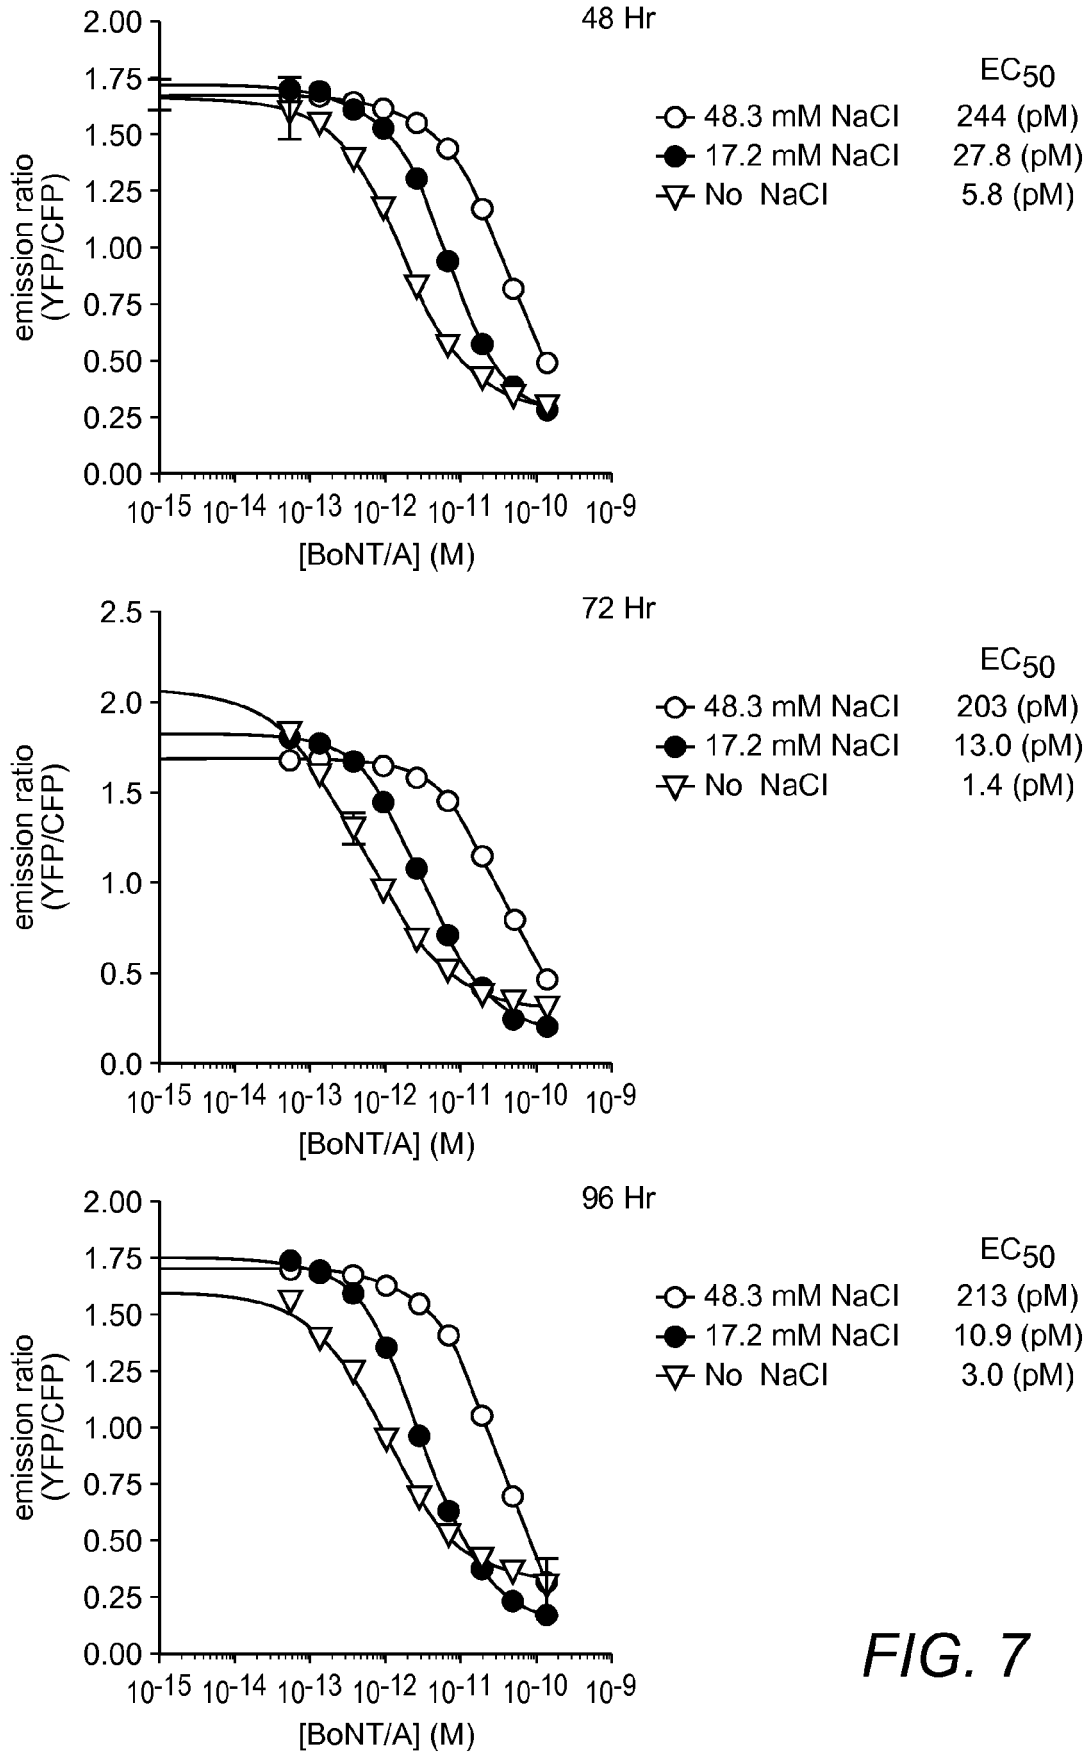 48 Hr
2.00
1.75
1.50
1.25
1.00
0.75
0.50
0.25
0.00
emission ratio
(YFP/CFP)
10-15 10-14 10-13 10-12 10-11 10-10 10-9
[BoNT/A] (M)
EC50
48.3 mM NaCl 244 (pM)
17.2 mM NaCl 27.8 (pM)
No NaCl 5.8 (pM)
72 Hr
2.5
2.0
1.5
1.0
0.5
0.0
emission ratio
(YFP/CFP)
10-15 10-14 10-13 10-12 10-11 10-10 10-9
[BoNT/A] (M)
EC50
48.3 mM NaCl 203 (pM)
17.2 mM NaCl 13.0 (pM)
No NaCl 1.4 (pM)
96 Hr
2.00
1.75
1.50
1.25
1.00
0.75
0.50
0.25
0.00
emission ratio
(YFP/CFP)
10-15 10-14 10-13 10-12 10-11 10-10 10-9
[BoNT/A] (M)
EC50
48.3 mM NaCl 213 (pM)
17.2 mM NaCl 10.9 (pM)
No NaCl 3.0 (pM)
FIG. 7